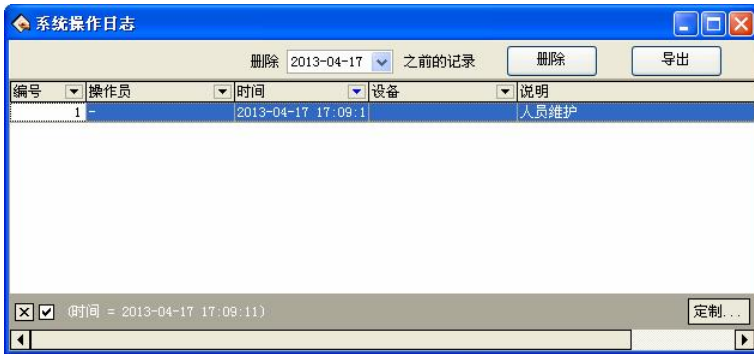 系统操作日志
删除 2013-04-17 之前的记录 删除 导出
编号 操作员 时间 设备 说明
1 - 2013-04-17 17:09:1 人员维护
(时间 = 2013-04-17 17:09:11) 定制...